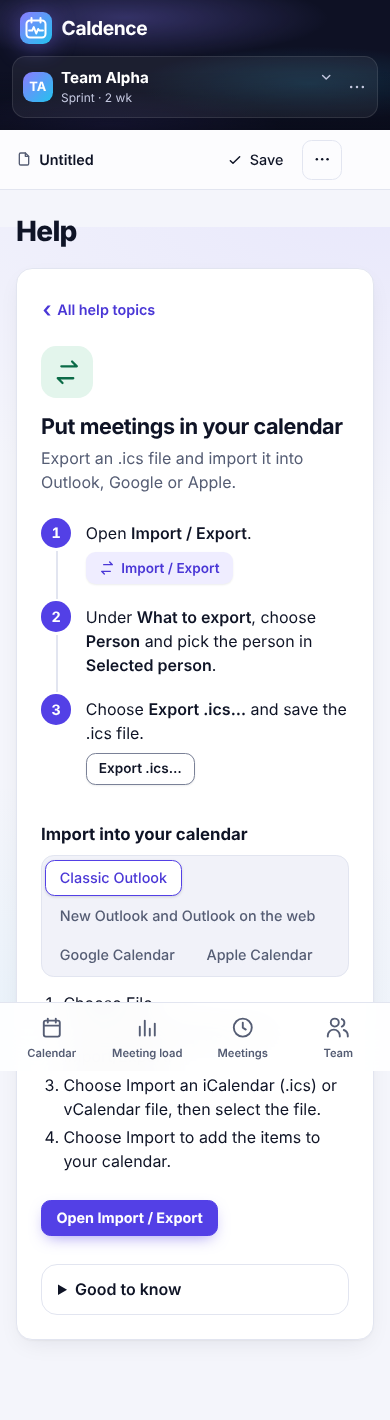 Caldence
TA
Team Alpha
Sprint · 2 wk
Untitled
Save
Help
All help topics
Put meetings in your calendar
Export an .ics file and import it into
Outlook, Google or Apple.
1
Open Import / Export.
Import / Export
2
Under What to export, choose
Person and pick the person in
Selected person.
3
Choose Export .ics... and save the
.ics file.
Export .ics...
Import into your calendar
Classic Outlook
New Outlook and Outlook on the web
Google Calendar
Apple Calendar
1. Choose File
Calendar
Meeting load
Meetings
Team
3. Choose Import an iCalendar (.ics) or
vCalendar file, then select the file.
4. Choose Import to add the items to
your calendar.
Open Import / Export
Good to know